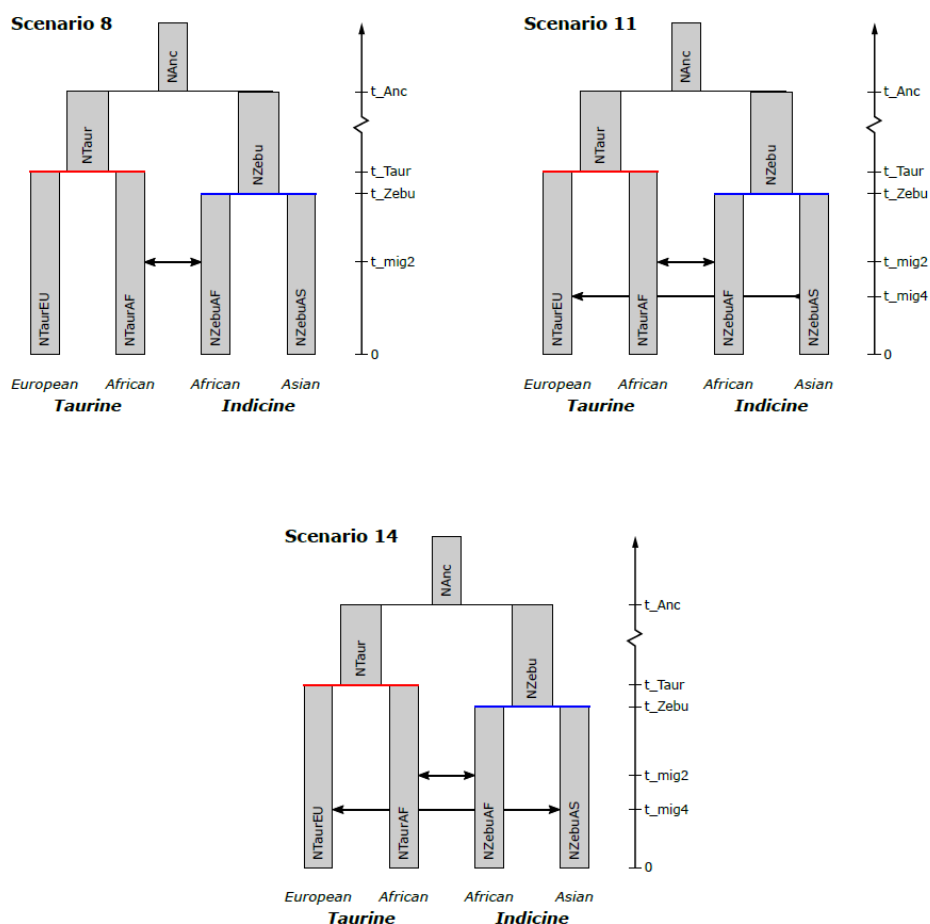 Scenario 8
NAnc
t_Anc
NTaur
NZebu
t_Taur
t_Zebu
t_mig2
NTaurEU
NTaurAF
NZebuAF
NZebuAS
0
European African African Asian
Taurine Indicine
Scenario 11
NAnc
t_Anc
NTaur
NZebu
t_Taur
t_Zebu
t_mig2
t_mig4
NTaurEU
NTaurAF
NZebuAF
NZebuAS
0
European African African Asian
Taurine Indicine
Scenario 14
NAnc
t_Anc
NTaur
NZebu
t_Taur
t_Zebu
t_mig2
t_mig4
NTaurEU
NTaurAF
NZebuAF
NZebuAS
0
European African African Asian
Taurine Indicine